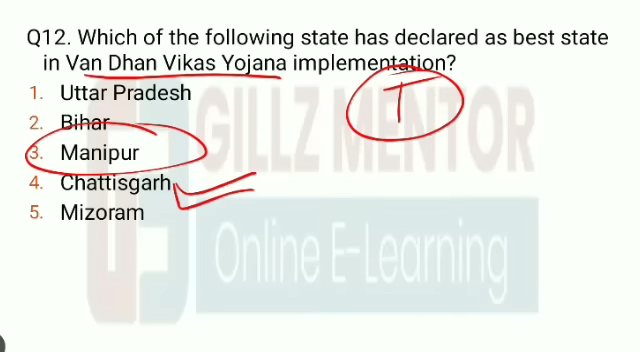 Q12. Which of the following state has declared as best state
in Van Dhan Vikas Yojana implementation?
1. Uttar Pradesh
2. Bihar
3. Manipur
4. Chattisgarh
5. Mizoram
T
GILLZ MENTOR
Online E-Learning